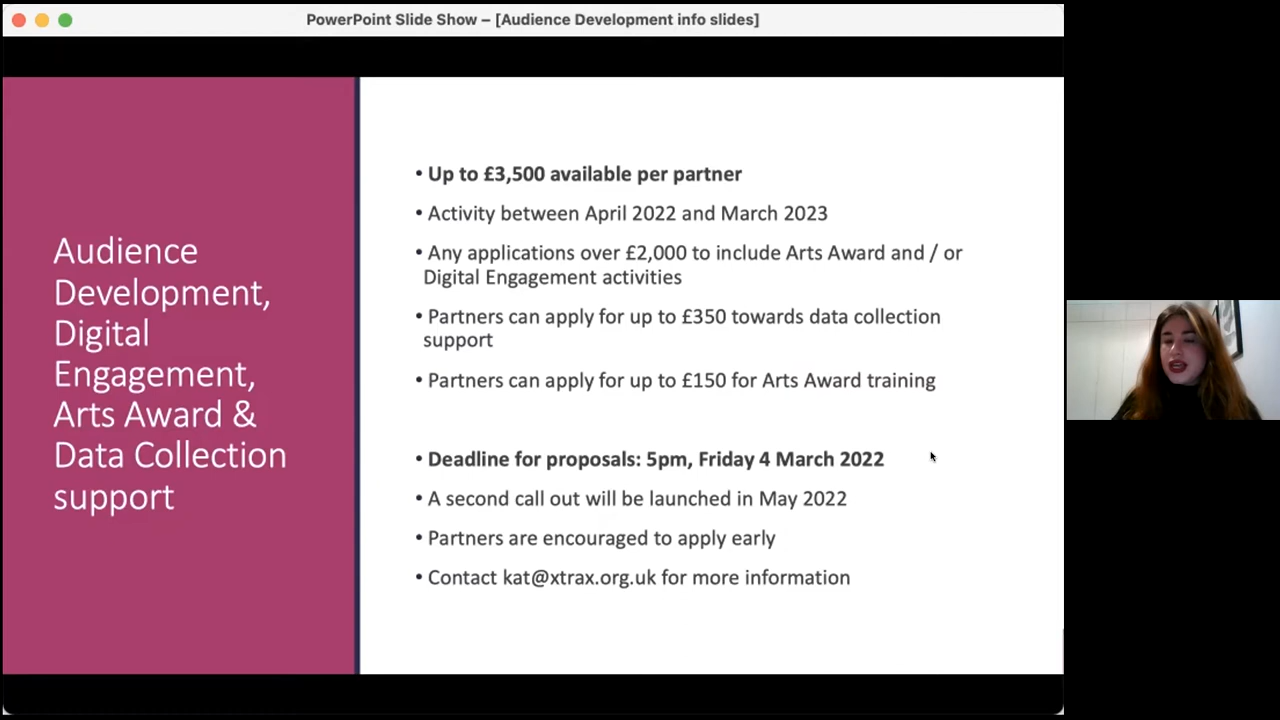 PowerPoint Slide Show – [Audience Development info slides]
Audience
Development,
Digital
Engagement,
Arts Award &
Data Collection
support
• Up to £3,500 available per partner
• Activity between April 2022 and March 2023
• Any applications over £2,000 to include Arts Award and / or
Digital Engagement activities
• Partners can apply for up to £350 towards data collection
support
• Partners can apply for up to £150 for Arts Award training
• Deadline for proposals: 5pm, Friday 4 March 2022
• A second call out will be launched in May 2022
• Partners are encouraged to apply early
• Contact kat@xtrax.org.uk for more information